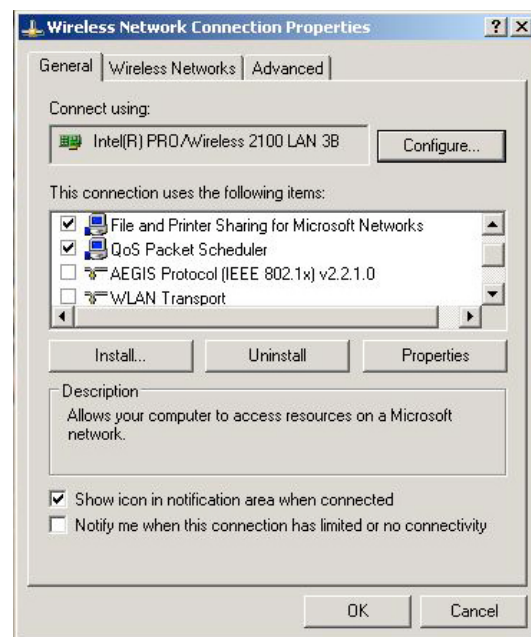 Wireless Network Connection Properties
General
Wireless Networks
Advanced
Connect using:
Intel(R) PRO/Wireless 2100 LAN 3B
Configure...
This connection uses the following items:
File and Printer Sharing for Microsoft Networks
QoS Packet Scheduler
AEGIS Protocol (IEEE 802.1x) v2.2.1.0
WLAN Transport
Install...
Uninstall
Properties
Description
Allows your computer to access resources on a Microsoft
network.
Show icon in notification area when connected
Notify me when this connection has limited or no connectivity
OK
Cancel